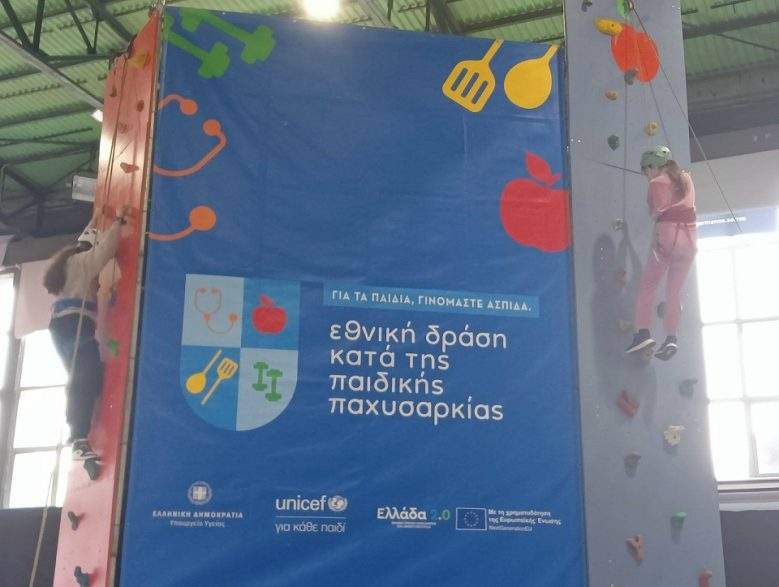 ΓΙΑ ΤΑ ΠΑΙΔΙΑ, ΓΙΝΟΜΑΣΤΕ ΑΣΠΙΔΑ.
εθνική δράση
κατά της
παιδικής
παχυσαρκίας
ΕΛΛΗΝΙΚΗ ΔΗΜΟΚΡΑΤΙΑ
Υπουργείο Υγείας
unicef
για κάθε παιδί
Ελλάδα 2.0
Με τη χρηματοδότηση
της Ευρωπαϊκής Ένωσης
NextGenerationEU